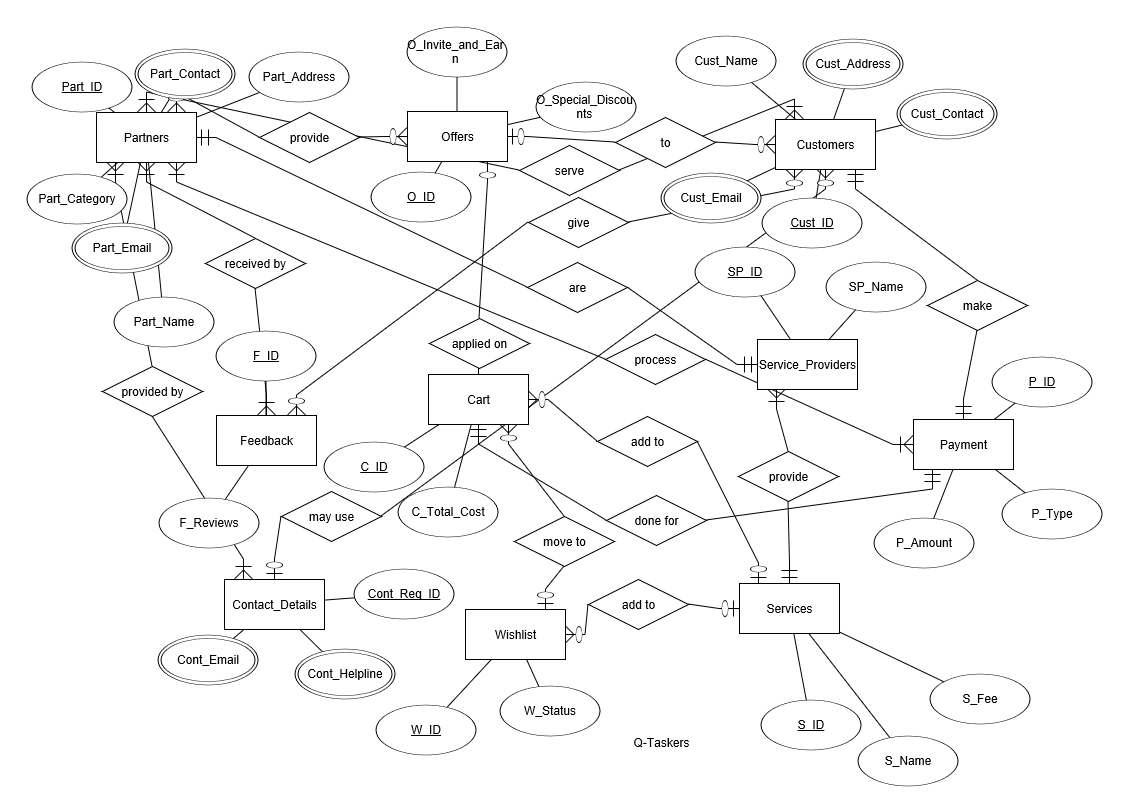 O_Invite_and_Ear
n
Part_Contact
Part_Address
Cust_Name
Cust_Address
Part_ID
O_Special_Discou
nts
Cust_Contact
Partners
provide
Offers
to
Customers
serve
Part_Category
O_ID
Cust_Email
give
Cust_ID
Part_Email
received by
SP_ID
are
SP_Name
make
Part_Name
F_ID
applied on
process
Service_Providers
P_ID
provided by
Cart
Feedback
add to
Payment
C_ID
provide
C_Total_Cost
F_Reviews
may use
done for
P_Type
move to
P_Amount
Contact_Details
Cont_Req_ID
add to
Services
Wishlist
Cont_Email
Cont_Helpline
S_Fee
W_Status
W_ID
S_ID
Q-Taskers
S_Name